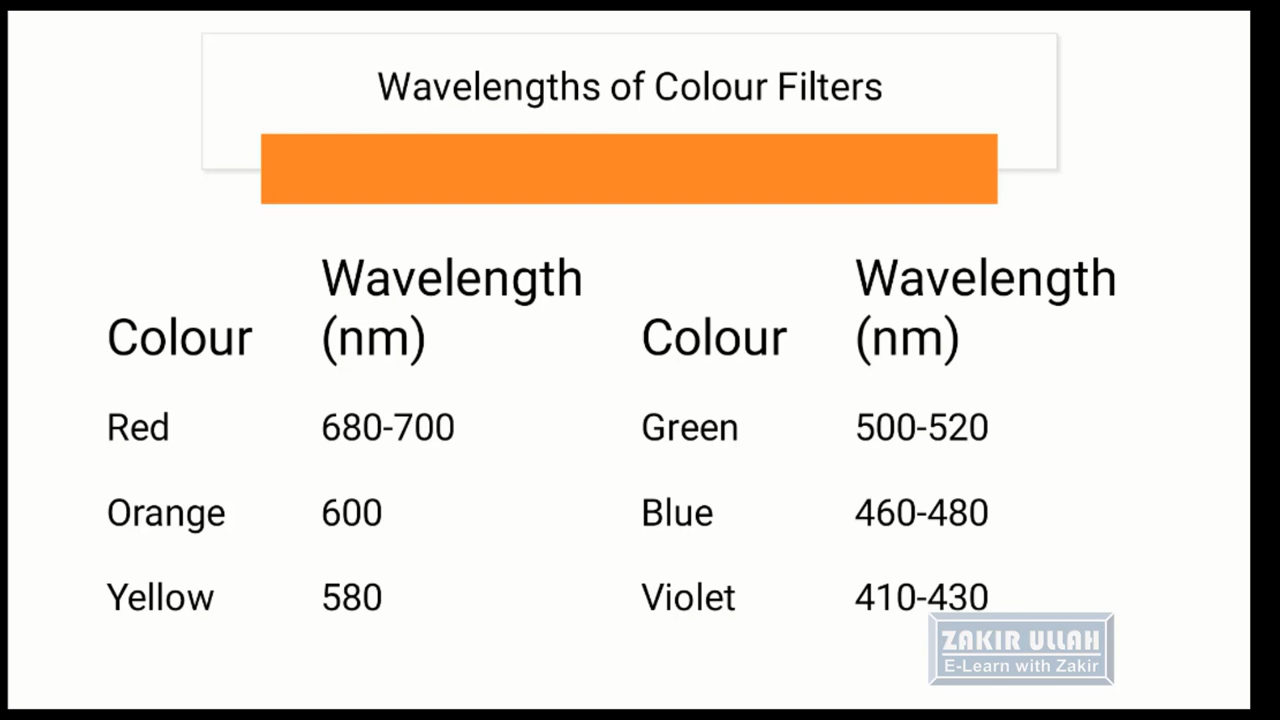 Wavelengths of Colour Filters
Colour Wavelength (nm) Colour Wavelength (nm)
Red 680-700 Green 500-520
Orange 600 Blue 460-480
Yellow 580 Violet 410-430
ZAKIR ULLAH
E-Learn with Zakir